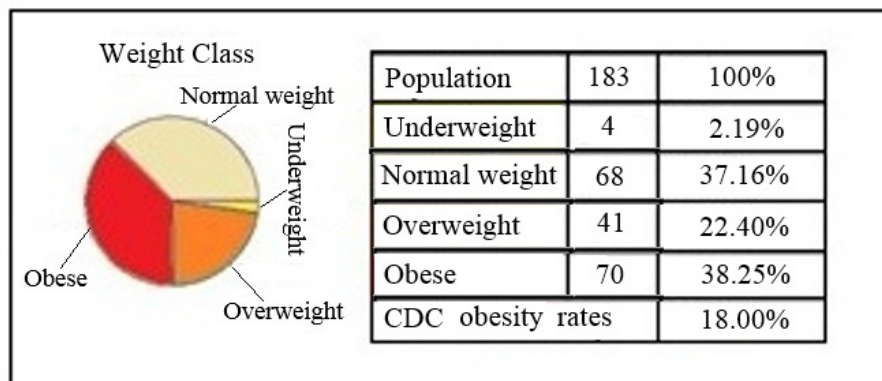 Weight Class
Normal weight
Underweight
Obese
Overweight
Population 183 100%
Underweight 4 2.19%
Normal weight 68 37.16%
Overweight 41 22.40%
Obese 70 38.25%
CDC obesity rates 18.00%